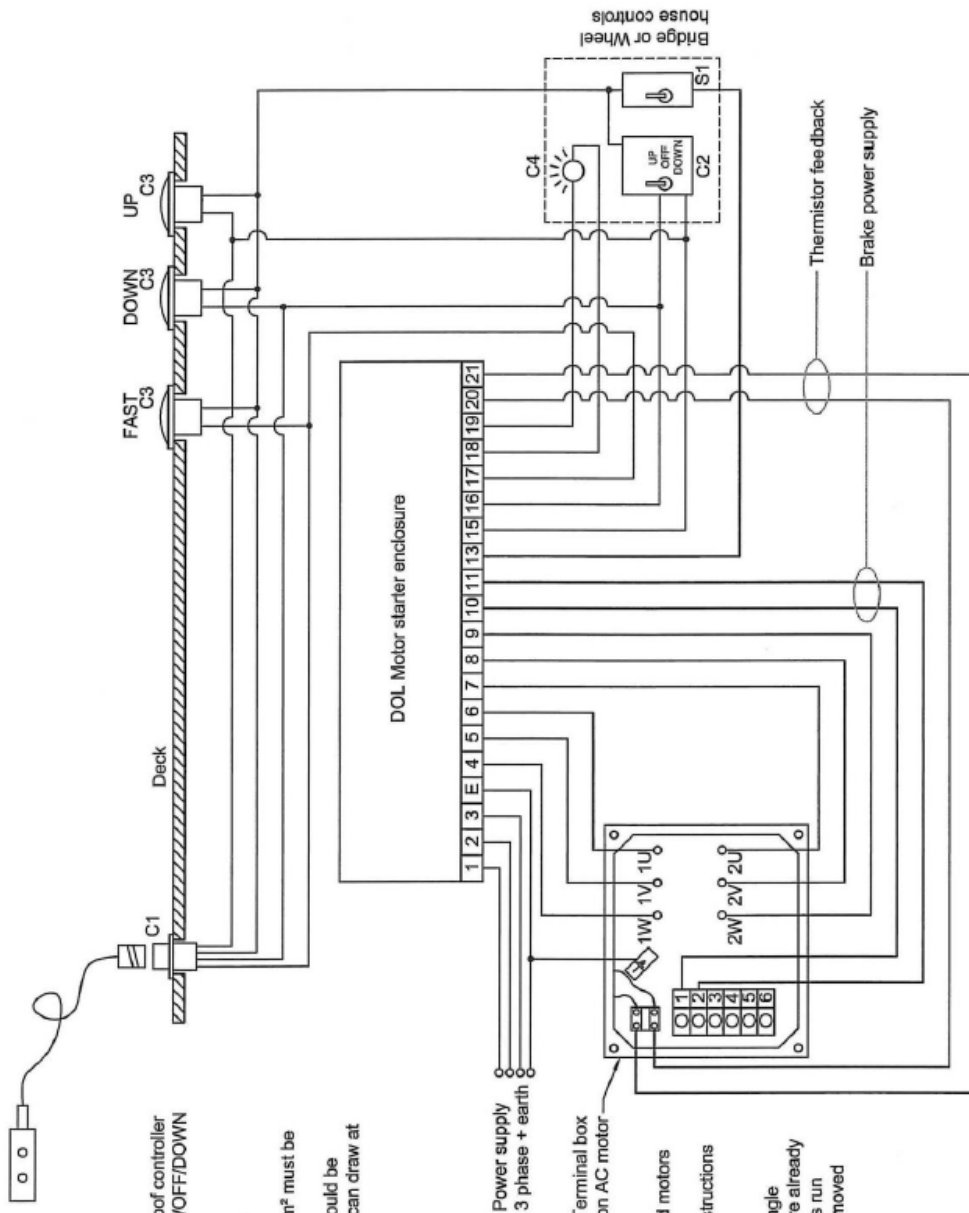 UP
C3
DOWN
C3
FAST
C3
Deck
C1
Bridge or Wheel
house controls
C4
S1
UP
OFF
DOWN
C2
DOL Motor starter enclosure
1 2 3 E 4 5 6 7 8 9 10 11 13 15 16 17 18 19 20 21
Thermistor feedback
Brake power supply
Power supply
3 phase + earth
1W 1V 1U
2W 2V 2U
1
2
3
4
5
6
Terminal box
on AC motor
oof controller
/OFF/DOWN
m² must be
ould be
can draw at
d motors
structions
ngle
re already
s run
moved